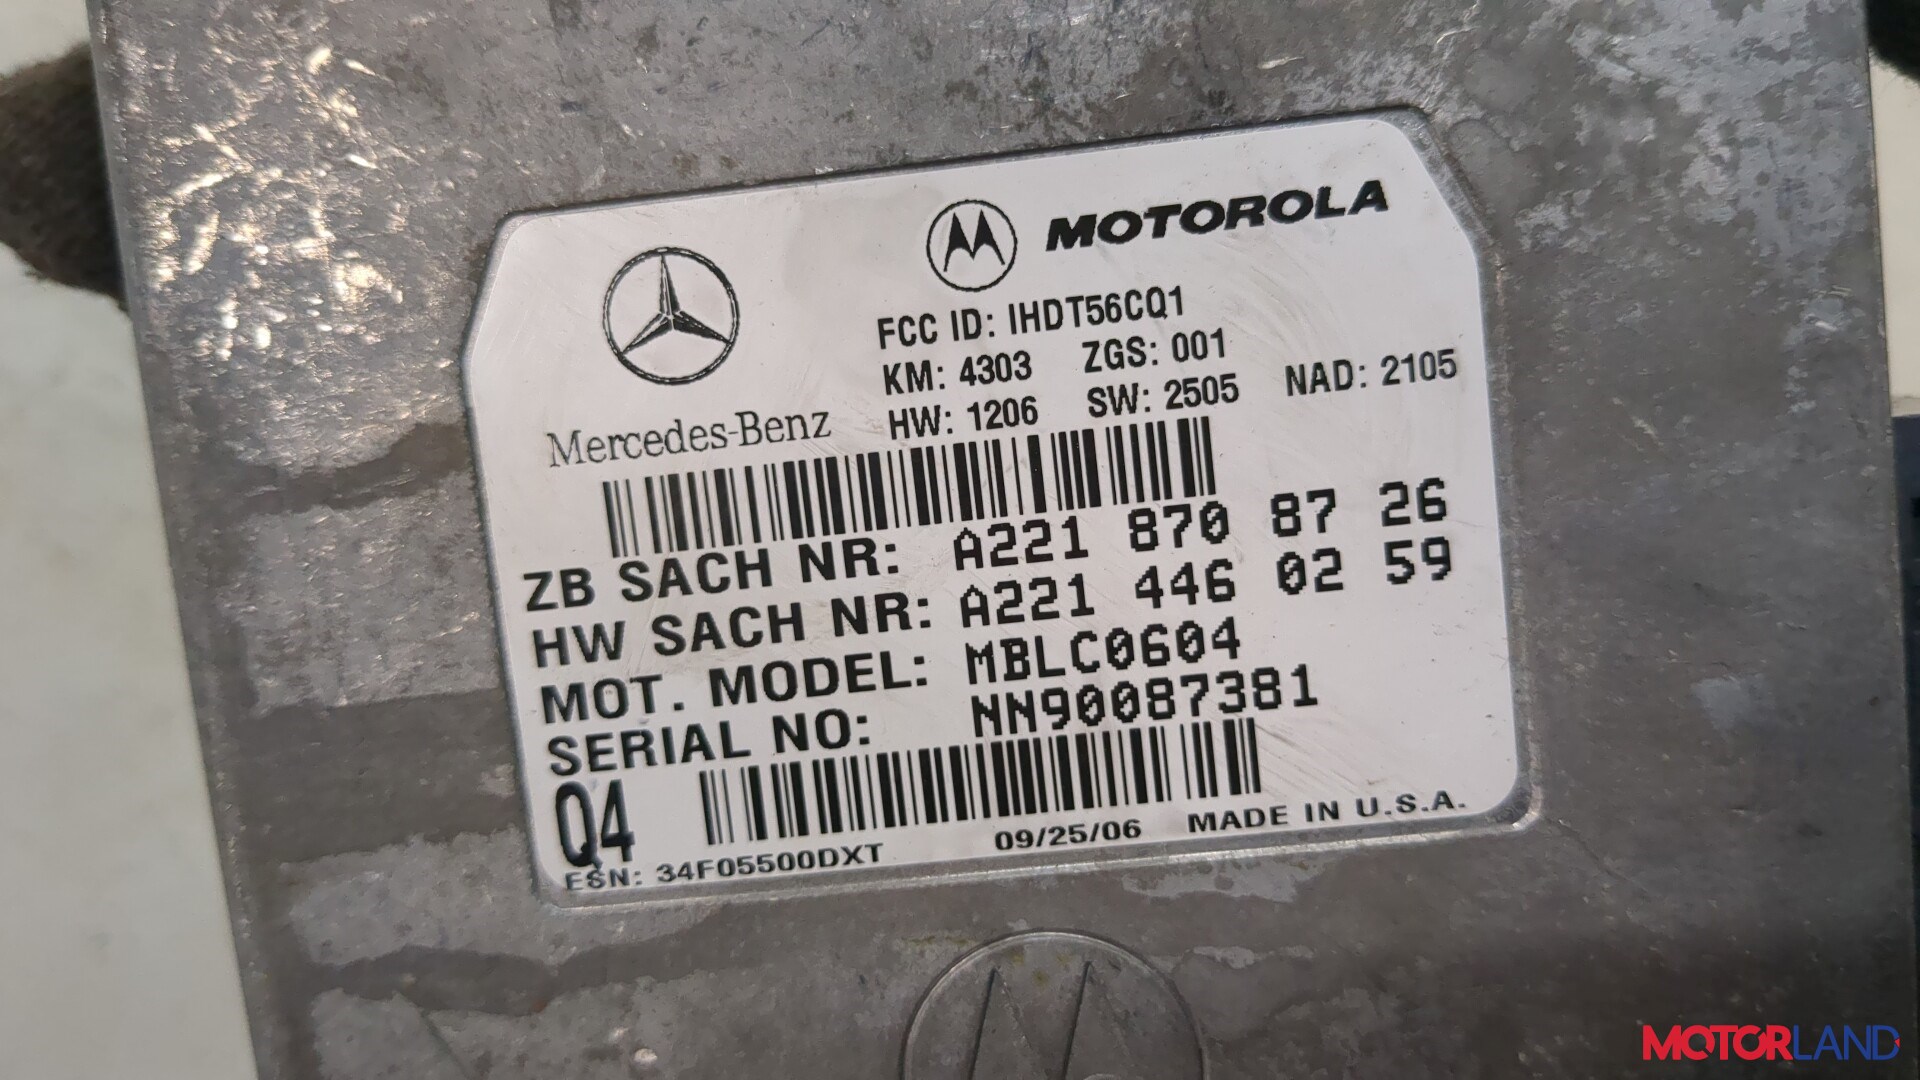 MOTOROLA
FCC ID: IHDT56CQ1
KM: 4303 ZGS: 001
HW: 1206 SW: 2505 NAD: 2105
Mercedes-Benz
ZB SACH NR: A221 870 87 26
HW SACH NR: A221 446 02 59
MOT. MODEL: MBLC0604
SERIAL NO: NN90087381
Q4
ESN: 34F05500DXT 09/25/06 MADE IN U.S.A.
MOTORLAND